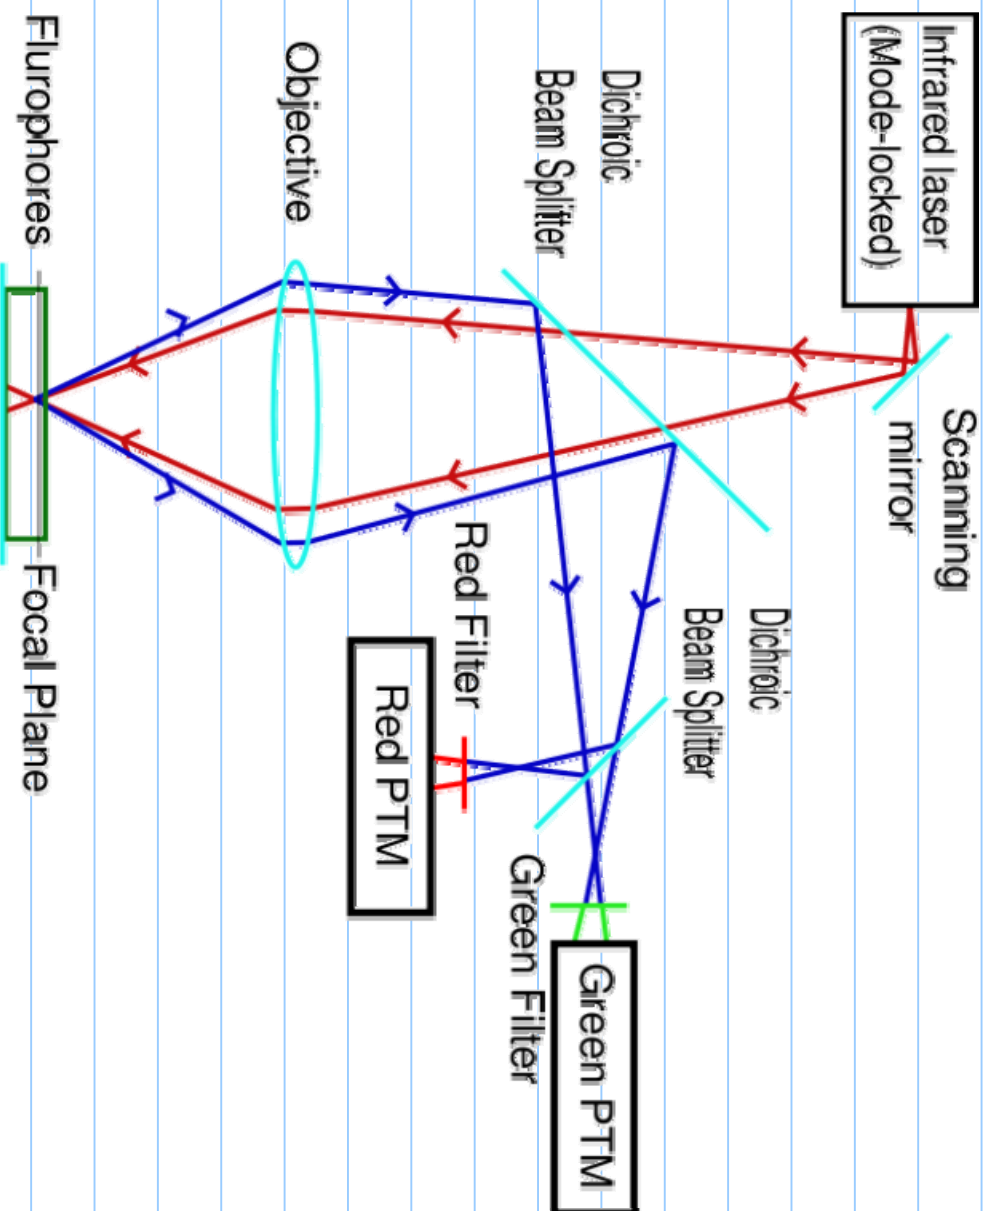 Infrared laser
(Mode-locked)
Scanning
mirror
Dichroic
Beam Splitter
Dichroic
Beam Splitter
Objective
Red Filter
Red PTM
Green Filter
Green PTM
Flurophores
Focal Plane